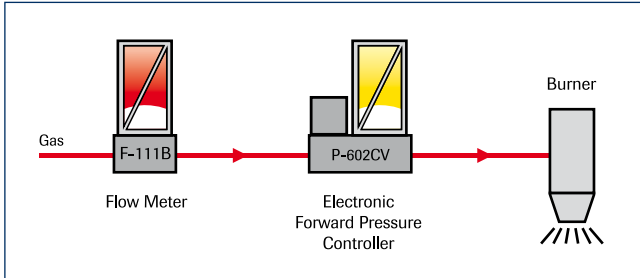 Gas
F-111B
Flow Meter
P-602CV
Electronic
Forward Pressure
Controller
Burner